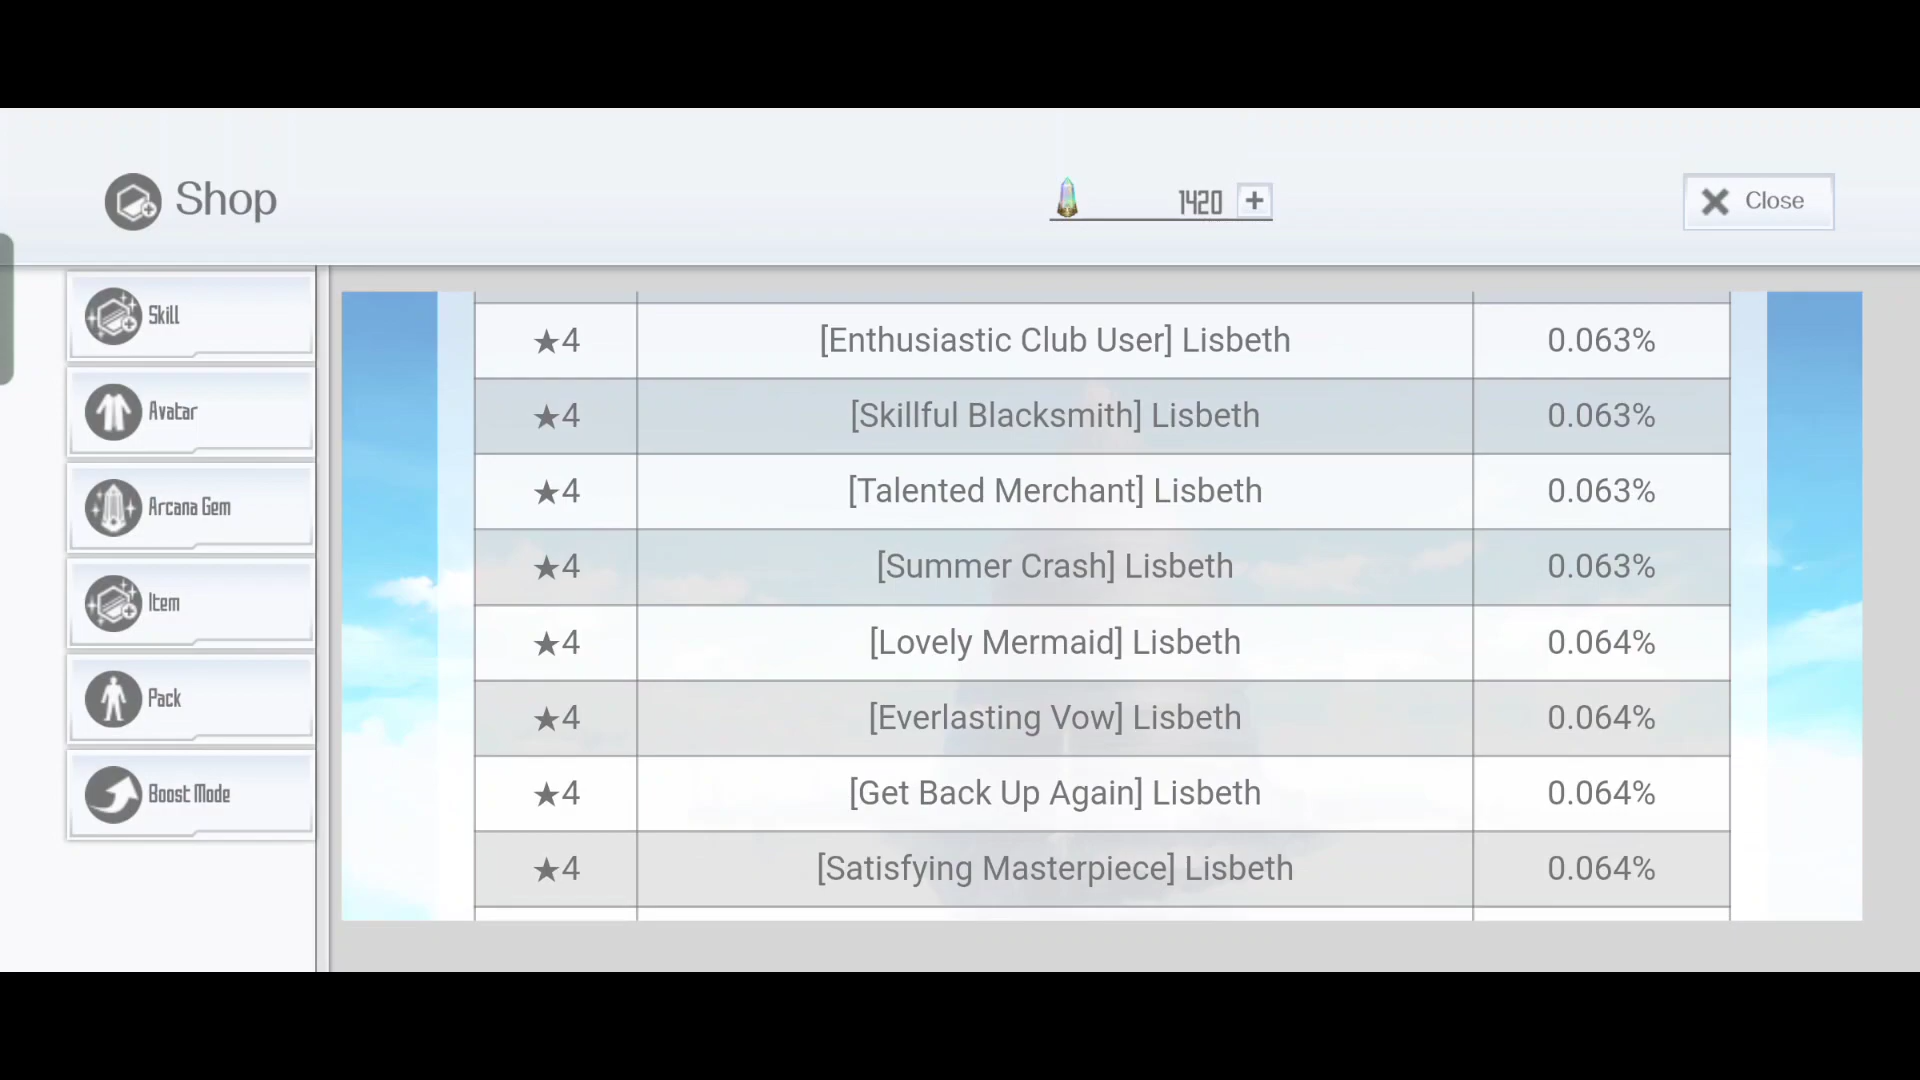 Shop
1420 +
Close
Skill
Avatar
Arcana Gem
Item
Pack
Boost Mode
★4 [Enthusiastic Club User] Lisbeth 0.063%
★4 [Skillful Blacksmith] Lisbeth 0.063%
★4 [Talented Merchant] Lisbeth 0.063%
★4 [Summer Crash] Lisbeth 0.063%
★4 [Lovely Mermaid] Lisbeth 0.064%
★4 [Everlasting Vow] Lisbeth 0.064%
★4 [Get Back Up Again] Lisbeth 0.064%
★4 [Satisfying Masterpiece] Lisbeth 0.064%